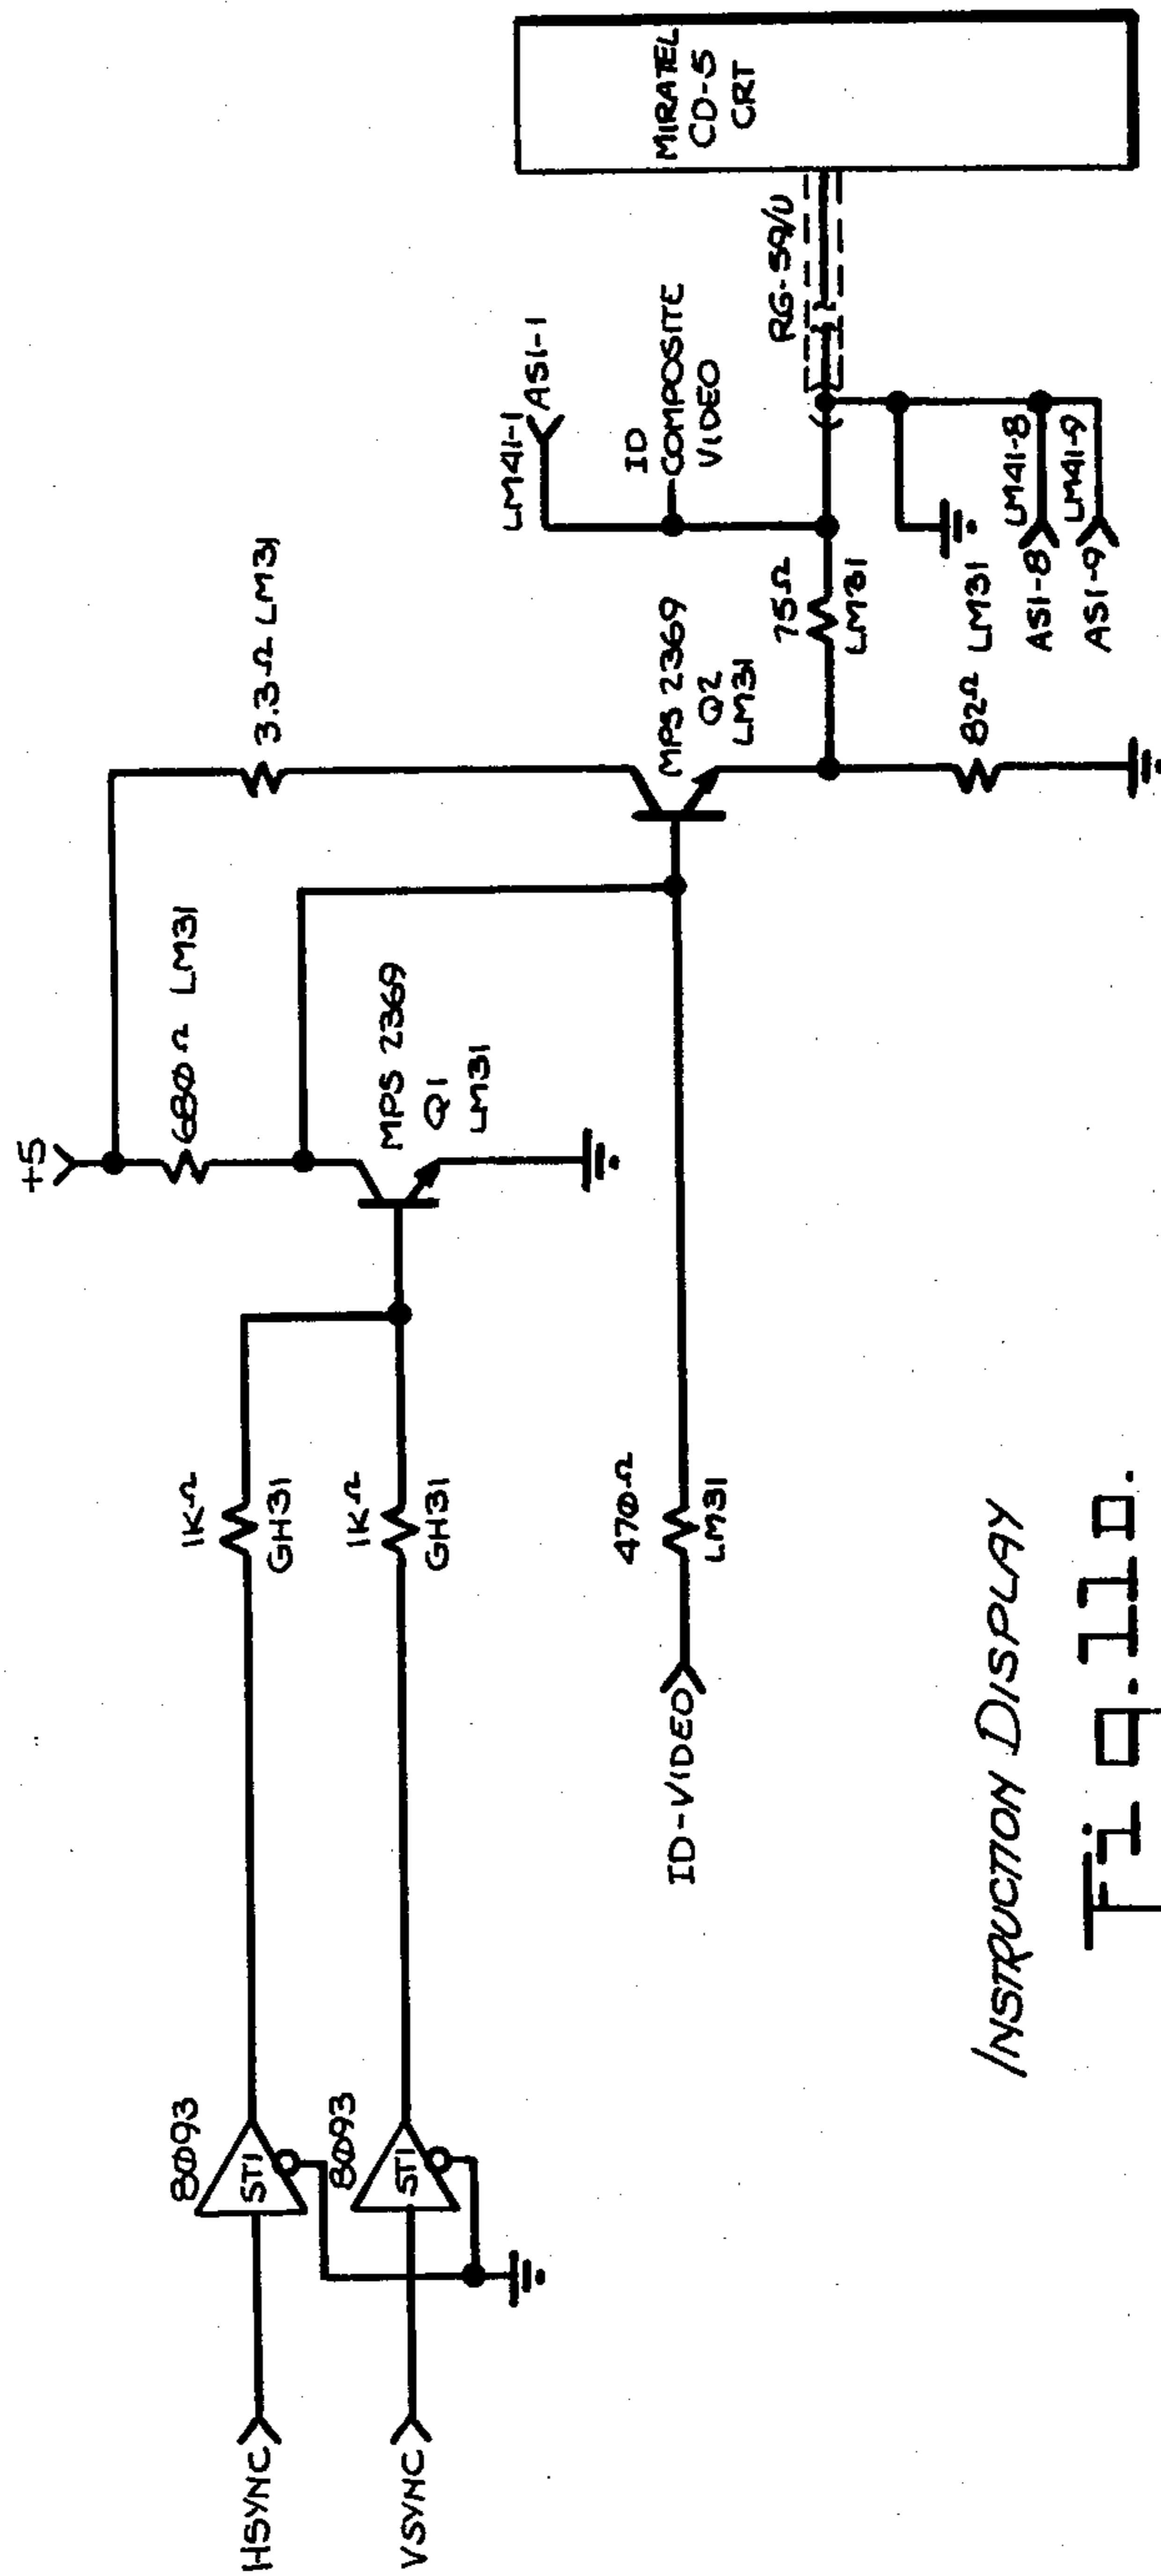 HSYNC
VSYNC
8093
ST1
8093
ST1
1KΩ
GH31
1KΩ
GH31
+5
680Ω LM31
MPS 2369
Q1
LM31
3.3Ω LM31
ID-VIDEO
470Ω
LM31
MPS 2369
Q2
LM31
75Ω
LM31
82Ω LM31
LM41-1
AS1-1
ID
COMPOSITE
VIDEO
RG-59/U
AS1-8
LM41-8
AS1-9
LM41-9
MIRATEL
CD-5
CRT
INSTRUCTION DISPLAY
Fig.11D.